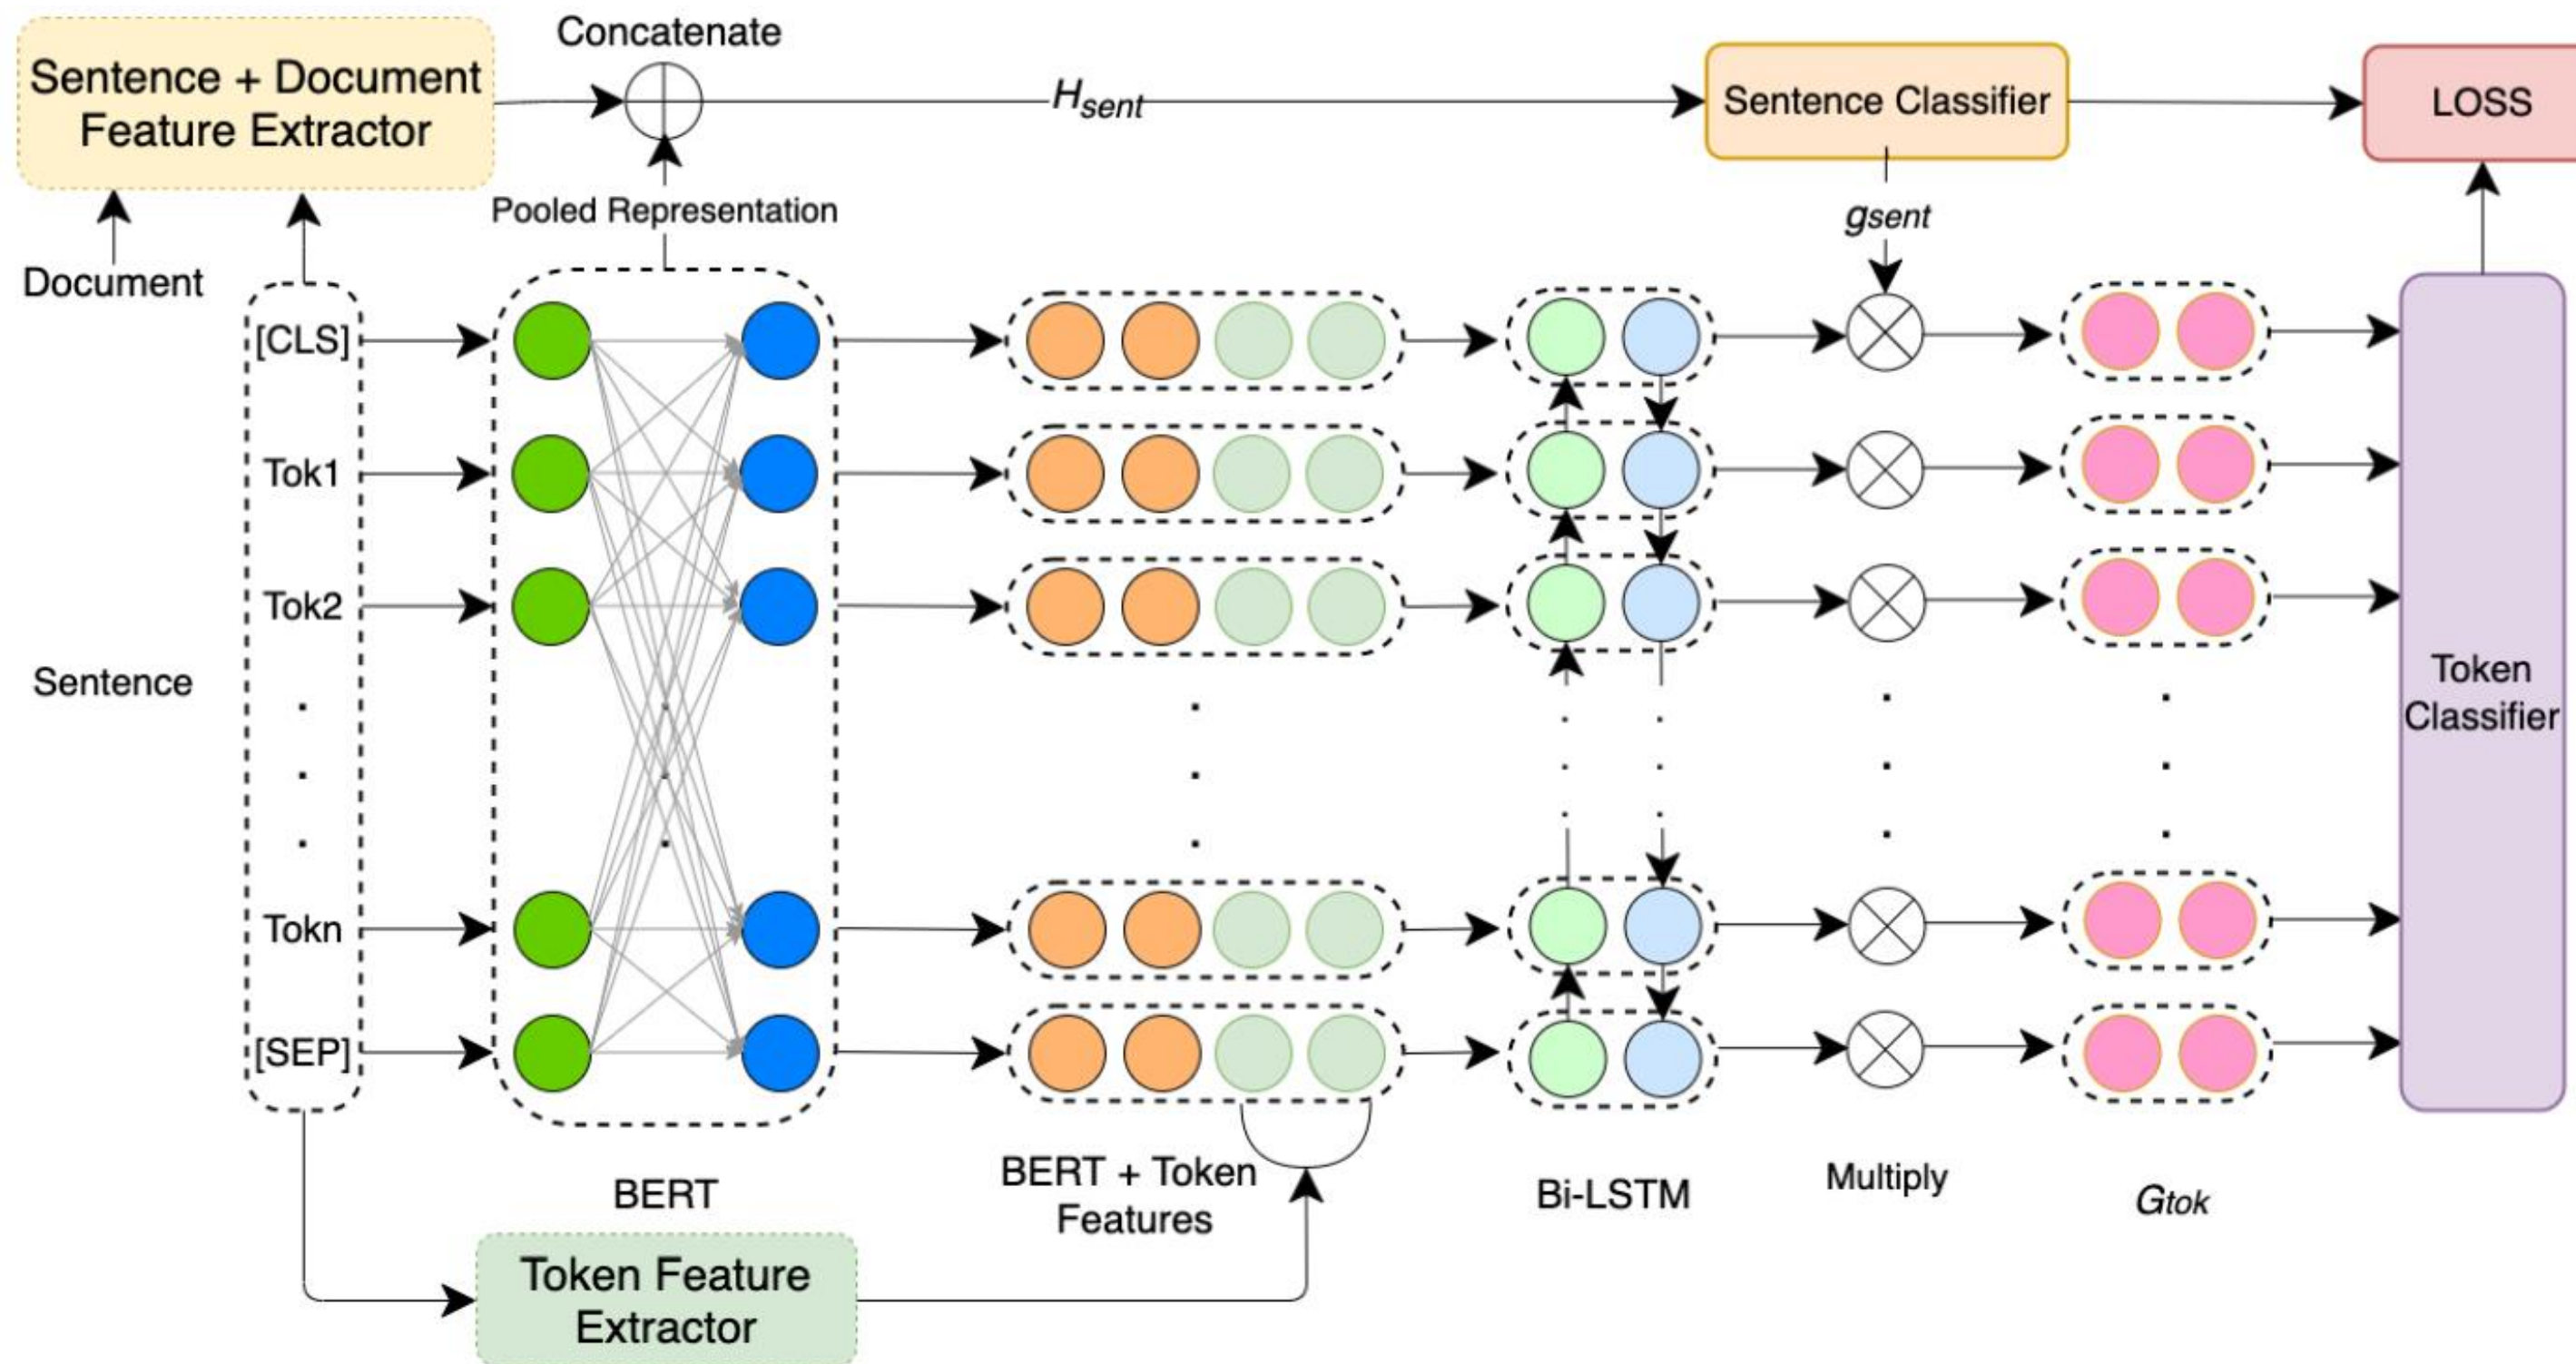 Concatenate
Sentence + Document
Feature Extractor
H_sent
Sentence Classifier
LOSS
Pooled Representation
gsent
Document
[CLS]
Tok1
Tok2
Sentence
Token
Classifier
Tokn
[SEP]
BERT
BERT + Token
Features
Bi-LSTM
Multiply
Gtok
Token Feature
Extractor